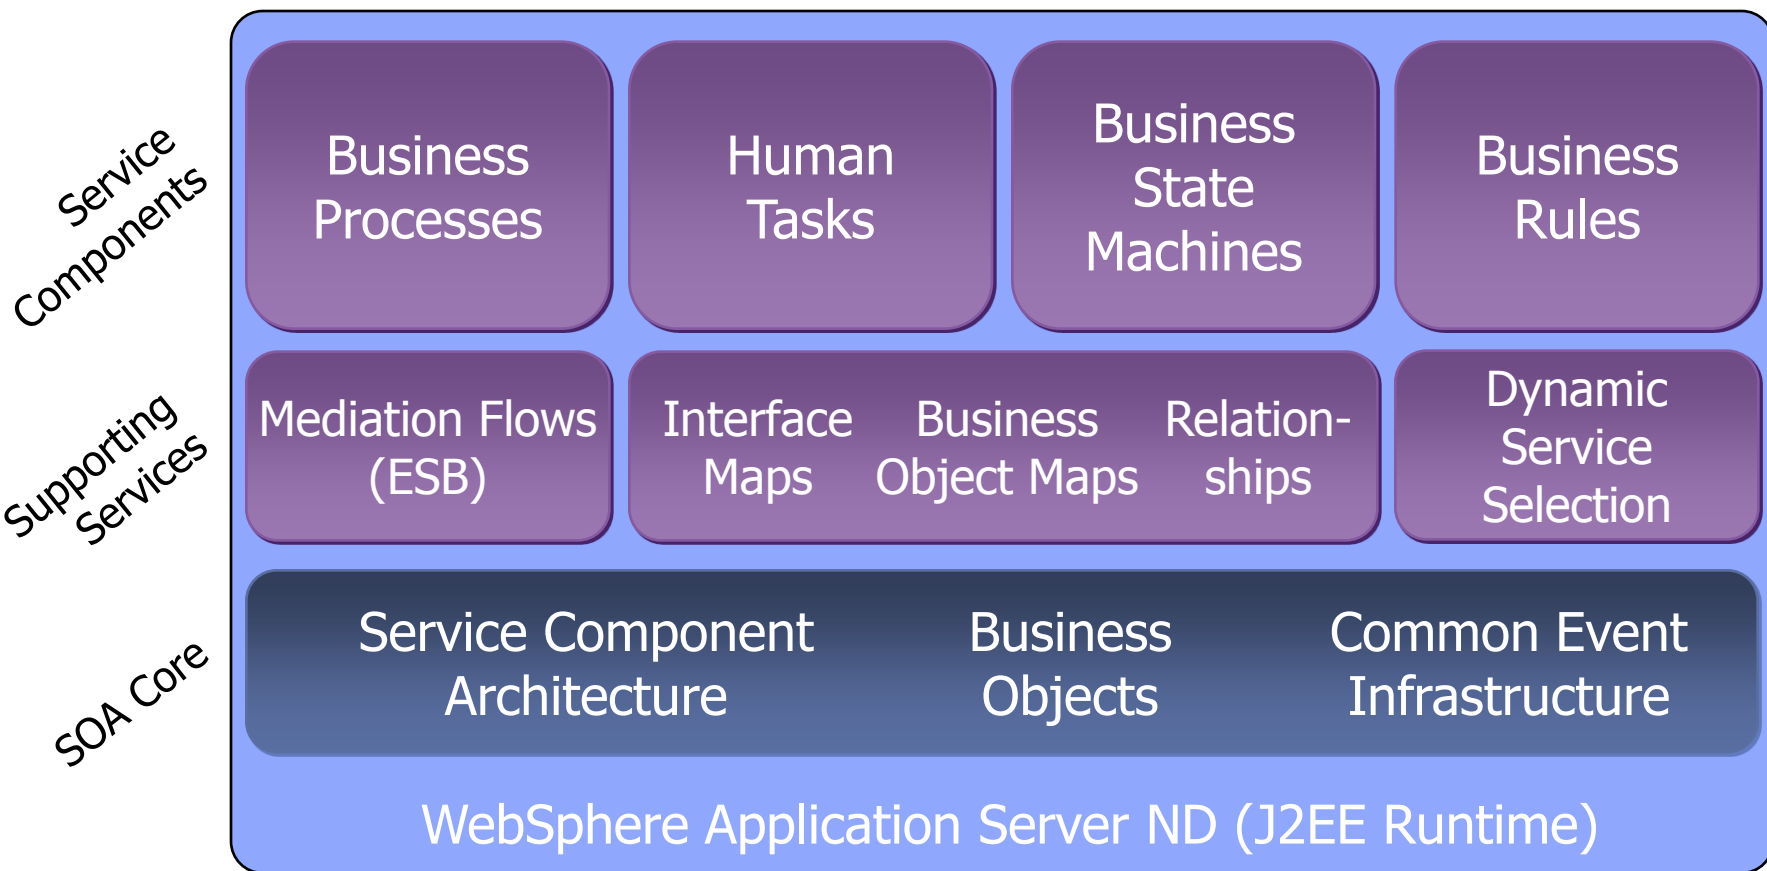 Service
Components
Business
Processes
Human
Tasks
Business
State
Machines
Business
Rules
Supporting
Services
Mediation Flows
(ESB)
Interface
Maps
Business
Object Maps
Relation-
ships
Dynamic
Service
Selection
SOA Core
Service Component
Architecture
Business
Objects
Common Event
Infrastructure
WebSphere Application Server ND (J2EE Runtime)